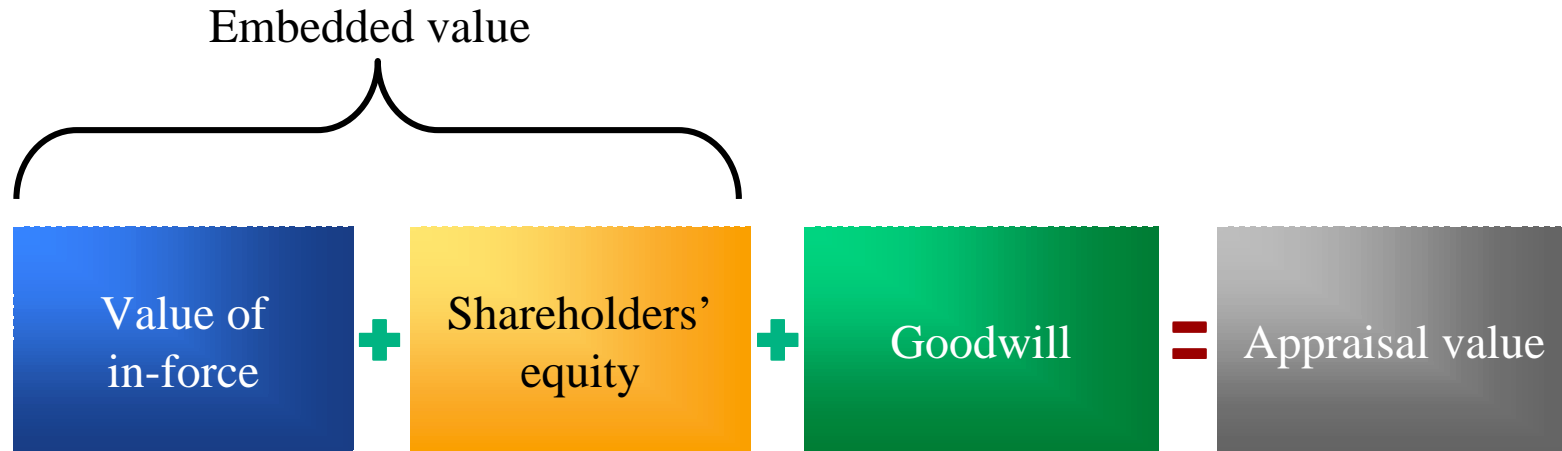 Embedded value
Value of
in-force
+
Shareholders’
equity
+
Goodwill
=
Appraisal value